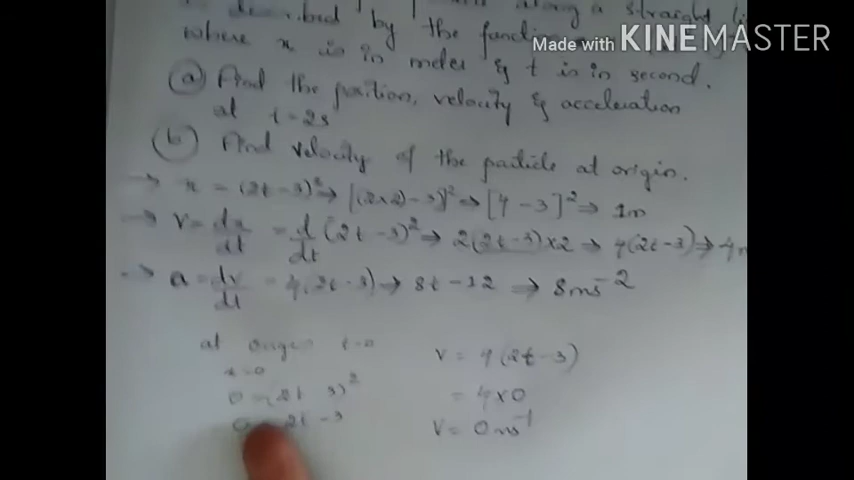 along a straight
described by the function
Made with KINEMASTER
where x is in meter & t is in second.
(a) Find the position, velocity & acceleration
at t = 2s
(b) Find velocity of the particle at origin.
→ x = (2t - 3)² → [(2×2) - 3]² → [4 - 3]² → 1m
→ V = dx/dt = d/dt (2t - 3)² → 2(2t - 3) × 2 → 4(2t - 3) → 4m
→ a = dv/dt = 4(2t - 3) → 8t - 12 → 8ms⁻²
at origin
x = 0
V = 4(2t - 3)
0 = (2t 3)²
= 4×0
2t - 3
V = 0ms⁻¹